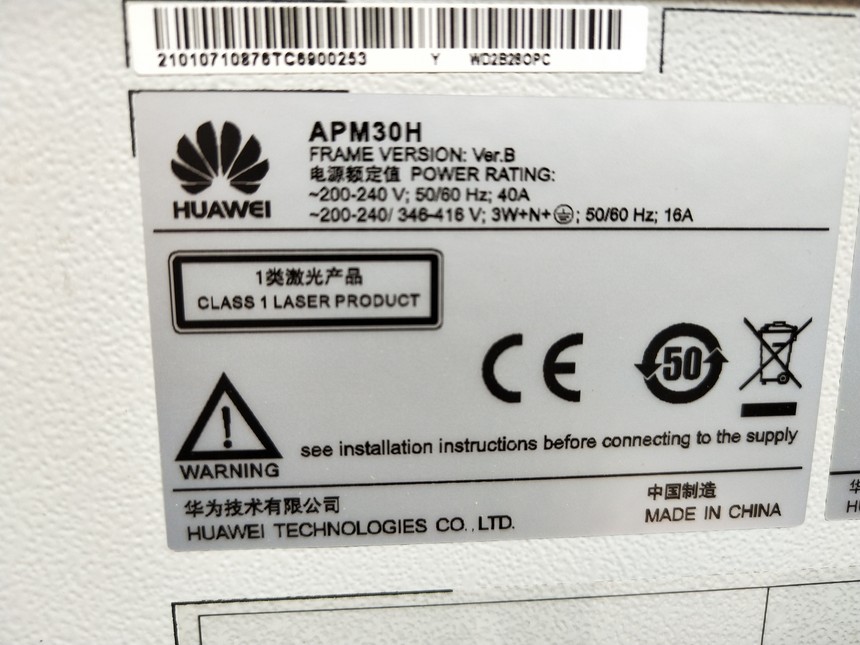 21010710876TC6900253 Y WD2B28OPC
HUAWEI
APM30H
FRAME VERSION: Ver.B
电源额定值 POWER RATING:
~200-240 V; 50/60 Hz; 40A
~200-240/ 346-416 V; 3W+N+⏚; 50/60 Hz; 16A
1类激光产品
CLASS 1 LASER PRODUCT
CE
50
WARNING
see installation instructions before connecting to the supply
华为技术有限公司
HUAWEI TECHNOLOGIES CO.,LTD.
中国制造
MADE IN CHINA